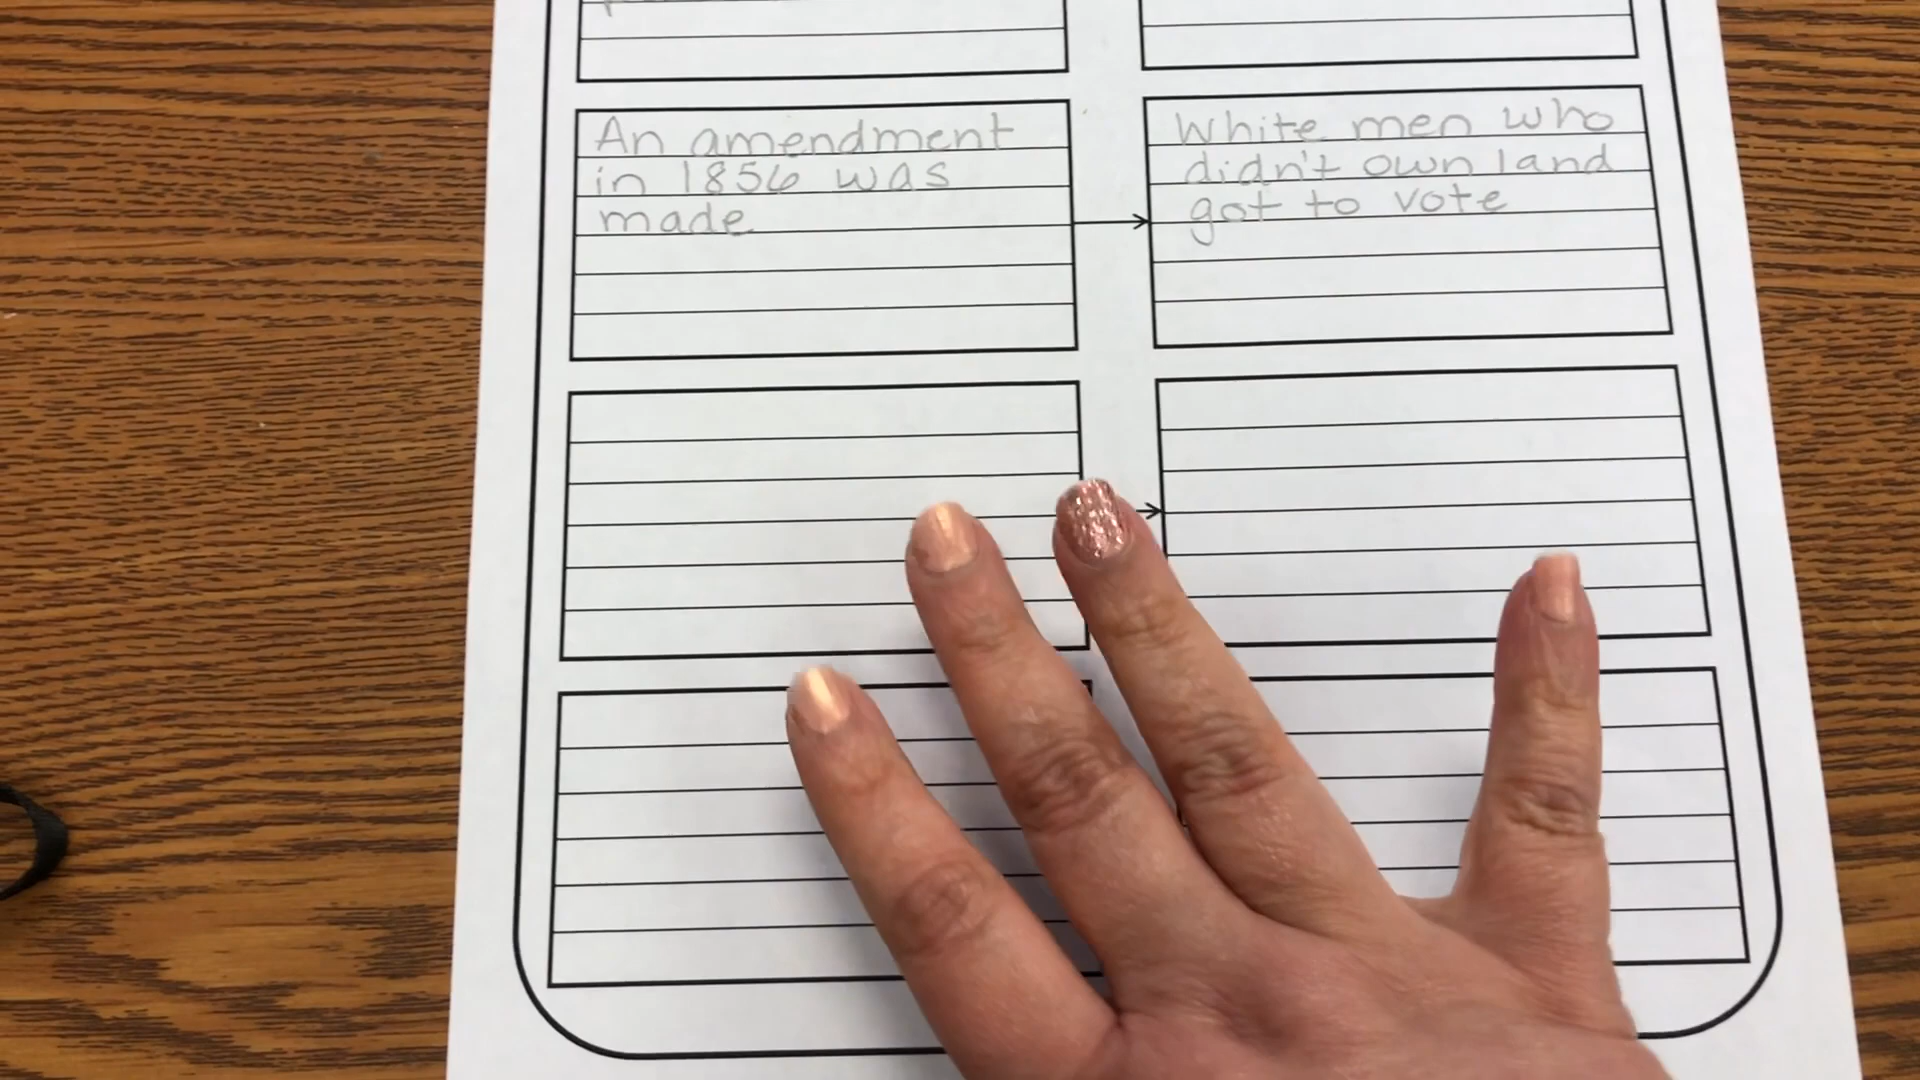 An amendment
in 1856 was
made
White men who
didn't own land
got to vote